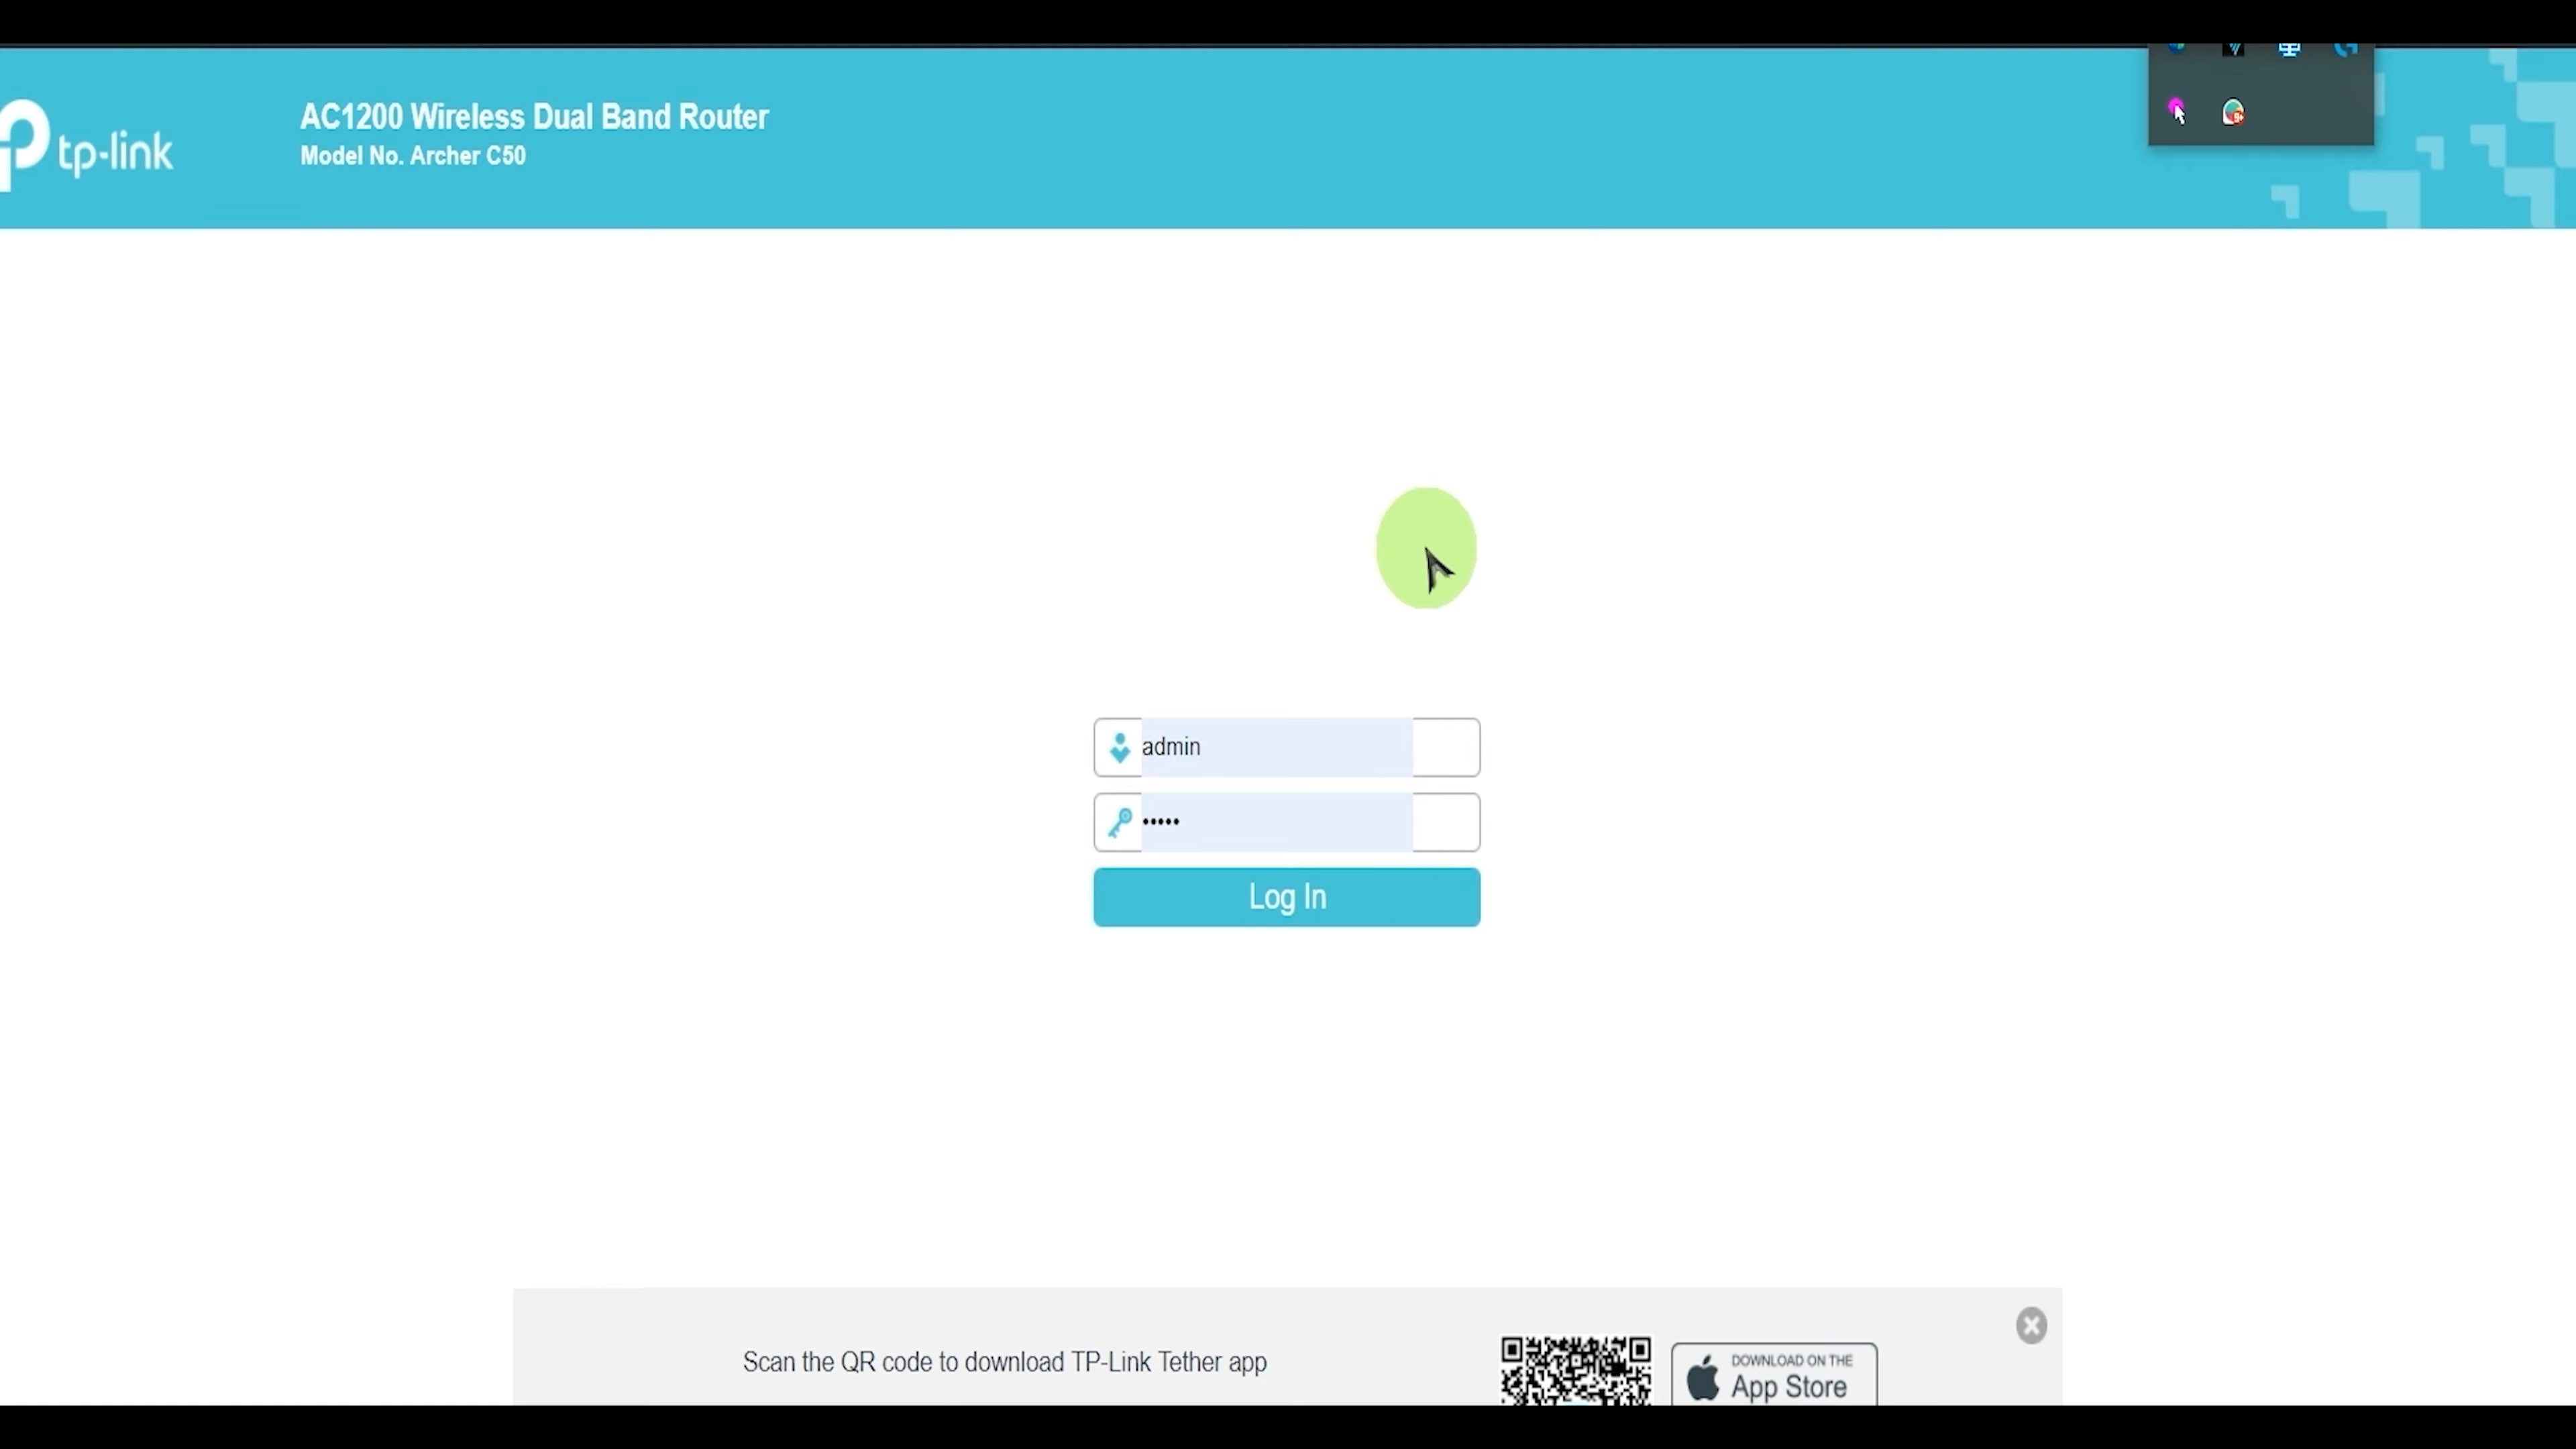 tp-link
AC1200 Wireless Dual Band Router
Model No. Archer C50
admin
•••••
Log In
Scan the QR code to download TP-Link Tether app
DOWNLOAD ON THE
App Store